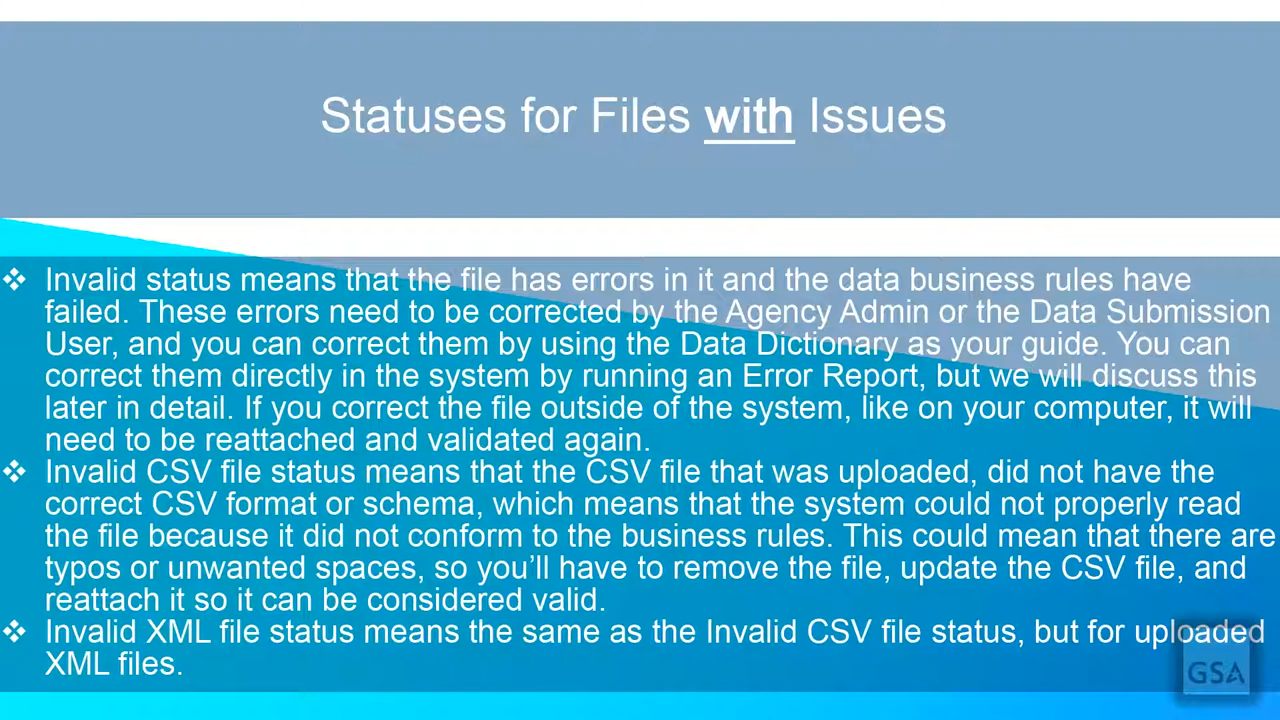 Statuses for Files with Issues
❖ Invalid status means that the file has errors in it and the data business rules have
failed. These errors need to be corrected by the Agency Admin or the Data Submission
User, and you can correct them by using the Data Dictionary as your guide. You can
correct them directly in the system by running an Error Report, but we will discuss this
later in detail. If you correct the file outside of the system, like on your computer, it will
need to be reattached and validated again.
❖ Invalid CSV file status means that the CSV file that was uploaded, did not have the
correct CSV format or schema, which means that the system could not properly read
the file because it did not conform to the business rules. This could mean that there are
typos or unwanted spaces, so you’ll have to remove the file, update the CSV file, and
reattach it so it can be considered valid.
❖ Invalid XML file status means the same as the Invalid CSV file status, but for uploaded
XML files.
GSA